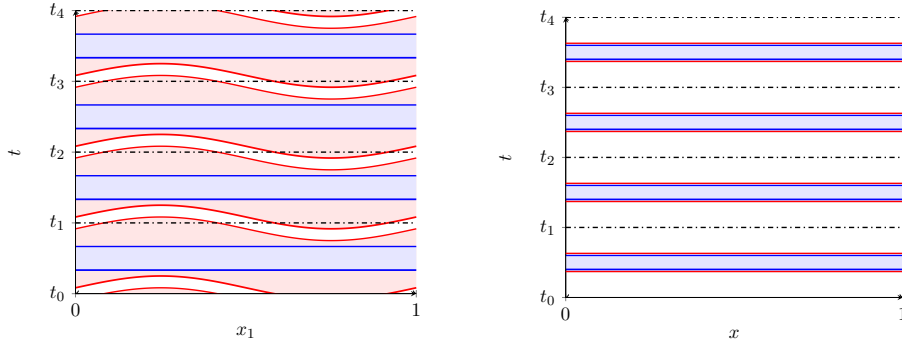 t₄
t₃
t₂
t₁
t₀
t
0
1
x₁
t₄
t₃
t₂
t₁
t₀
t
0
1
x